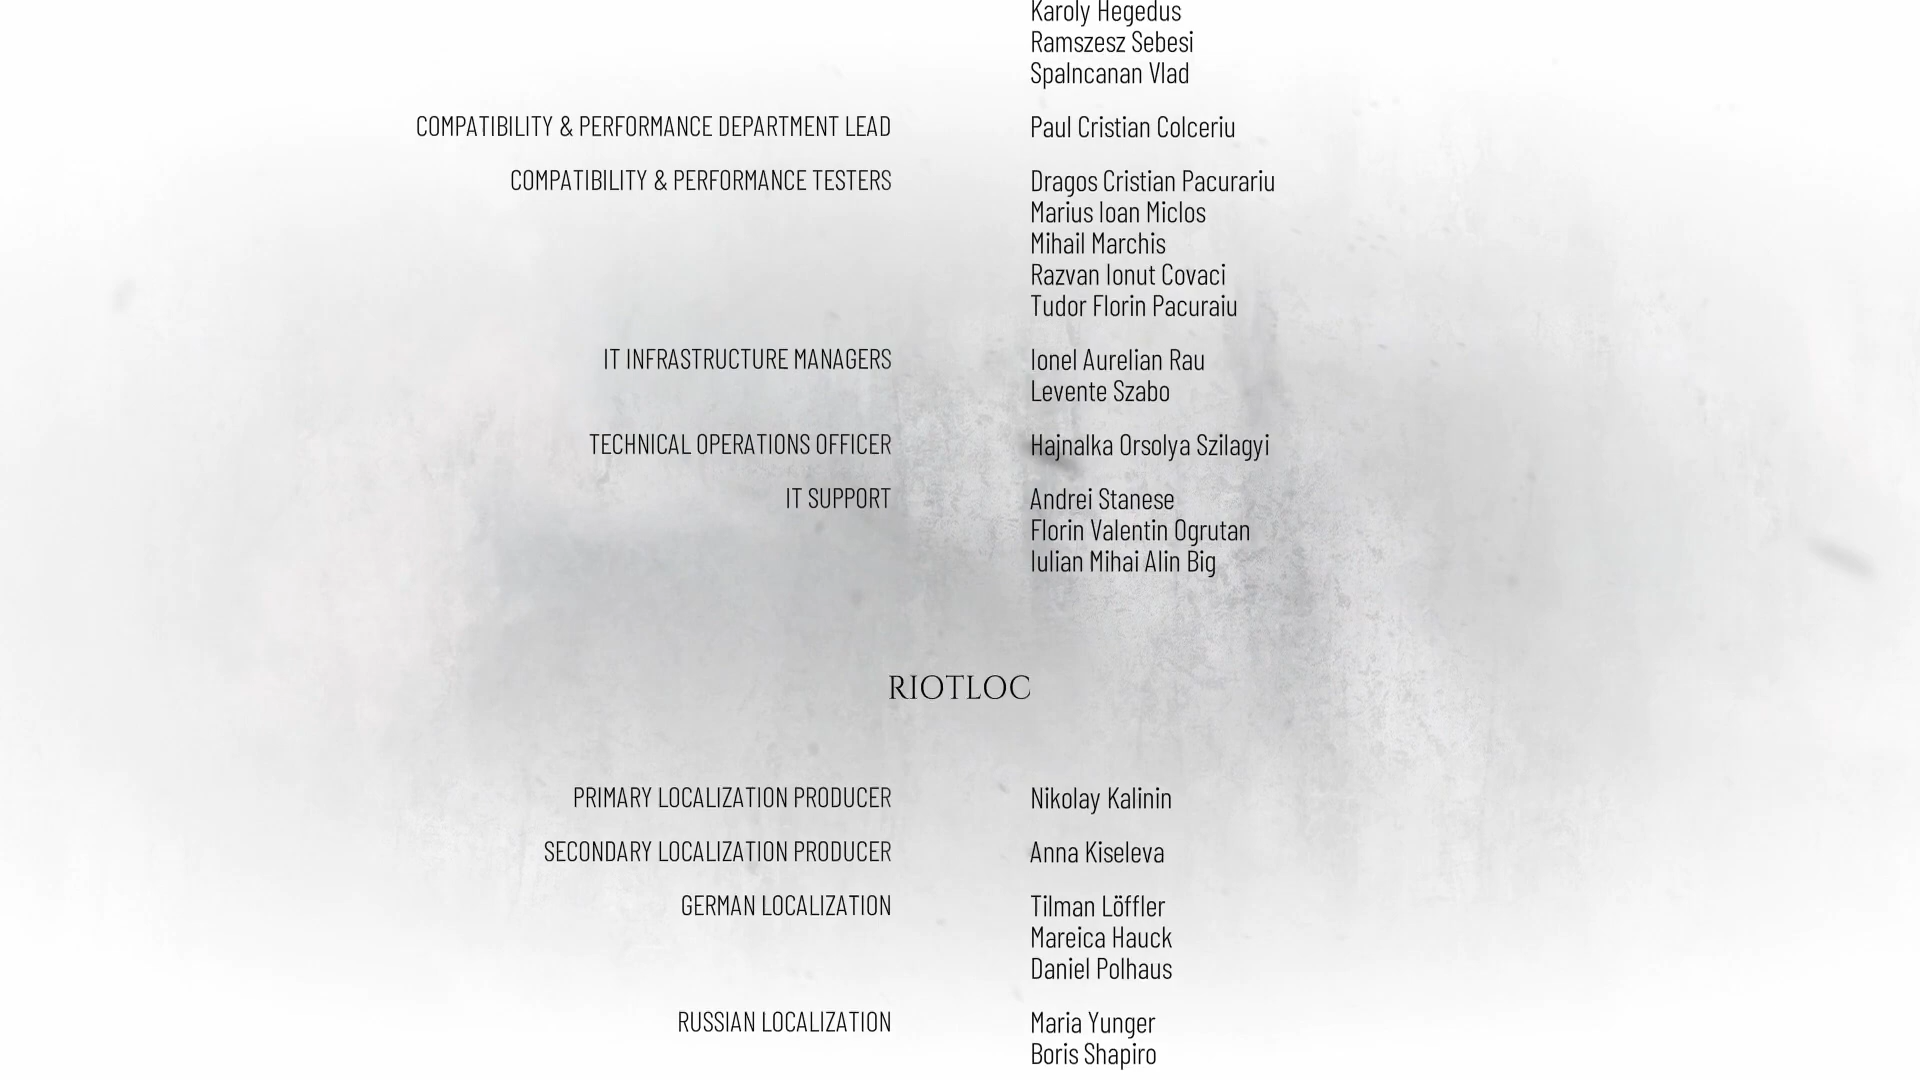 Karoly Hegedus
Ramszesz Sebesi
Spalncanan Vlad
COMPATIBILITY & PERFORMANCE DEPARTMENT LEAD Paul Cristian Colceriu
COMPATIBILITY & PERFORMANCE TESTERS Dragos Cristian Pacurariu
Marius Ioan Miclos
Mihail Marchis
Razvan Ionut Covaci
Tudor Florin Pacuraiu
IT INFRASTRUCTURE MANAGERS Ionel Aurelian Rau
Levente Szabo
TECHNICAL OPERATIONS OFFICER Hajnalka Orsolya Szilagyi
IT SUPPORT Andrei Stanese
Florin Valentin Ogrutan
Iulian Mihai Alin Big
RIOTLOC
PRIMARY LOCALIZATION PRODUCER Nikolay Kalinin
SECONDARY LOCALIZATION PRODUCER Anna Kiseleva
GERMAN LOCALIZATION Tilman Löffler
Mareica Hauck
Daniel Polhaus
RUSSIAN LOCALIZATION Maria Yunger
Boris Shapiro